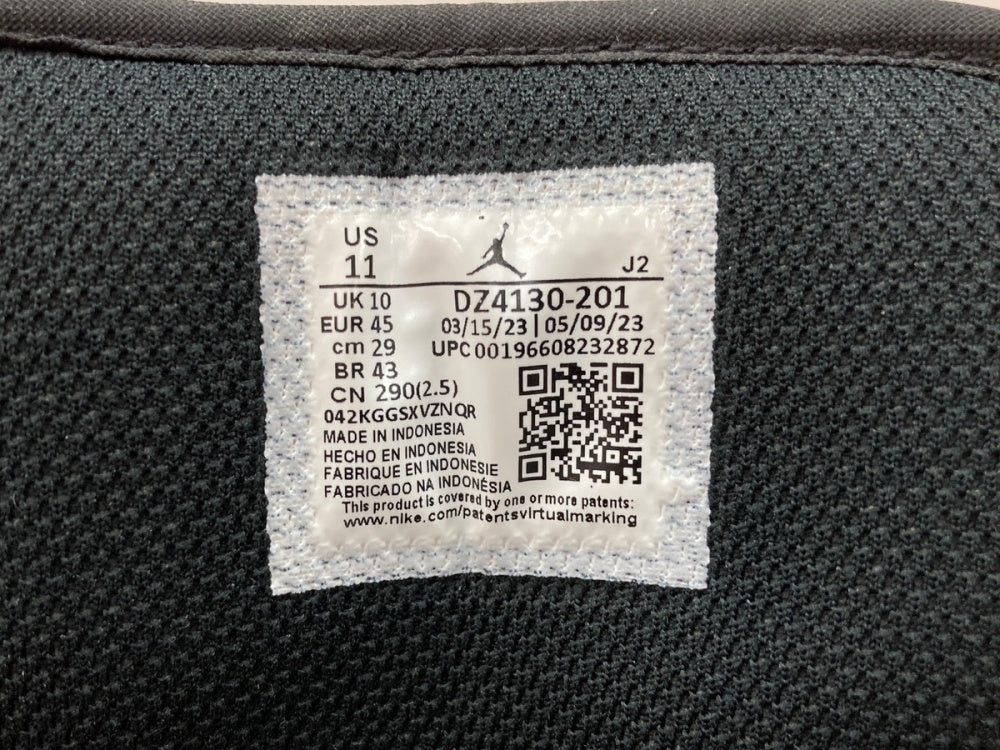 US
11
J2
UK 10
DZ4130-201
EUR 45
03/15/23 | 05/09/23
cm 29
UPC 00196608232872
BR 43
CN 290(2.5)
042KGGSXVZNQR
MADE IN INDONESIA
HECHO EN INDONESIA
FABRIQUE EN INDONESIE
FABRICADO NA INDONÉSIA
This product is covered by one or more patents:
www.nike.com/patentsvirtualmarking